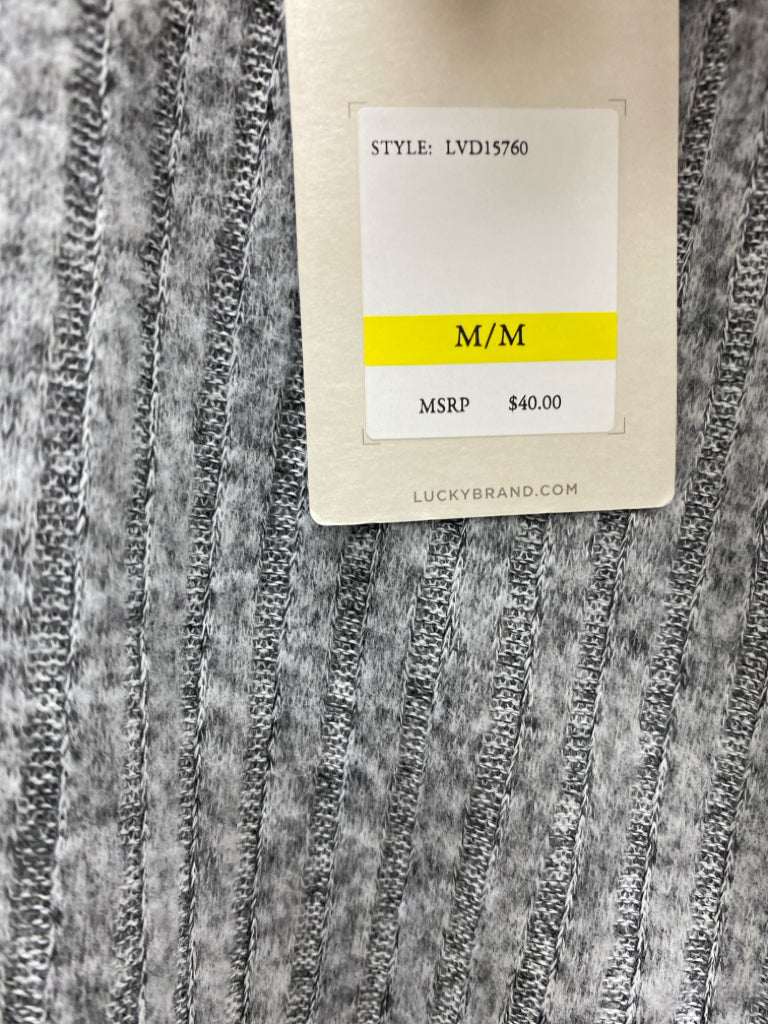 STYLE: LVD15760
M/M
MSRP $40.00
LUCKYBRAND.COM